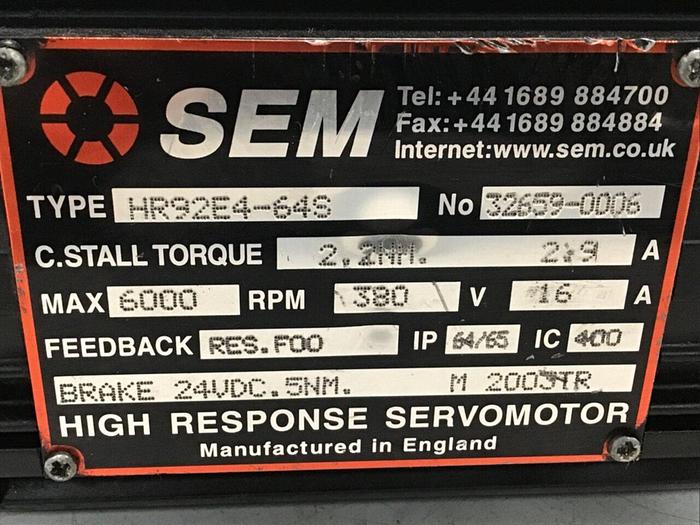 SEM
Tel:+44 1689 884700
Fax:+44 1689 884884
Internet:www.sem.co.uk
TYPE HR92E4-64S No 32659-0006
C.STALL TORQUE 2.2NM. 2.9 A
MAX 6000 RPM 380 V 16 A
FEEDBACK RES.F00 IP 64/65 IC 400
BRAKE 24VDC.5NM. M 2003TR
HIGH RESPONSE SERVOMOTOR
Manufactured in England